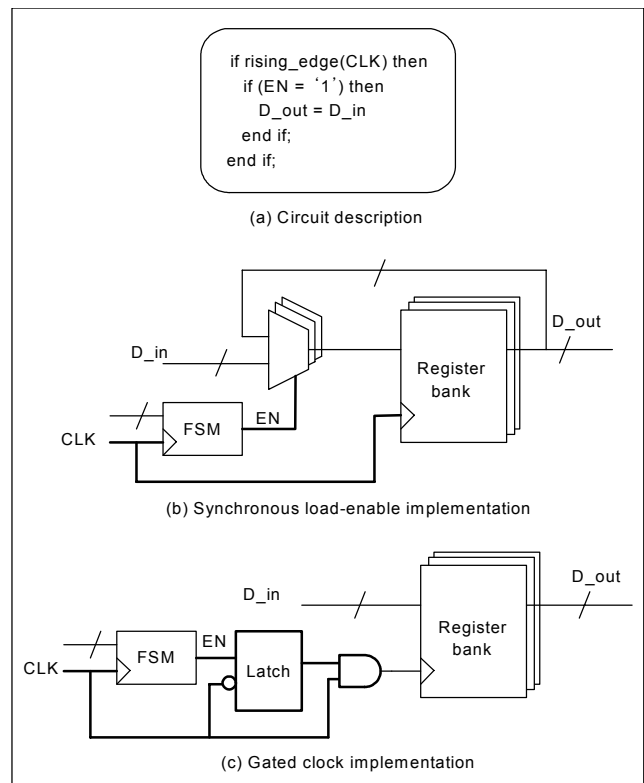 if rising_edge(CLK) then
if (EN = ‘1’) then
D_out = D_in
end if;
end if;
(a) Circuit description
D_in
D_out
Register
bank
FSM
EN
CLK
(b) Synchronous load-enable implementation
D_in
D_out
Register
bank
FSM
EN
Latch
CLK
(c) Gated clock implementation